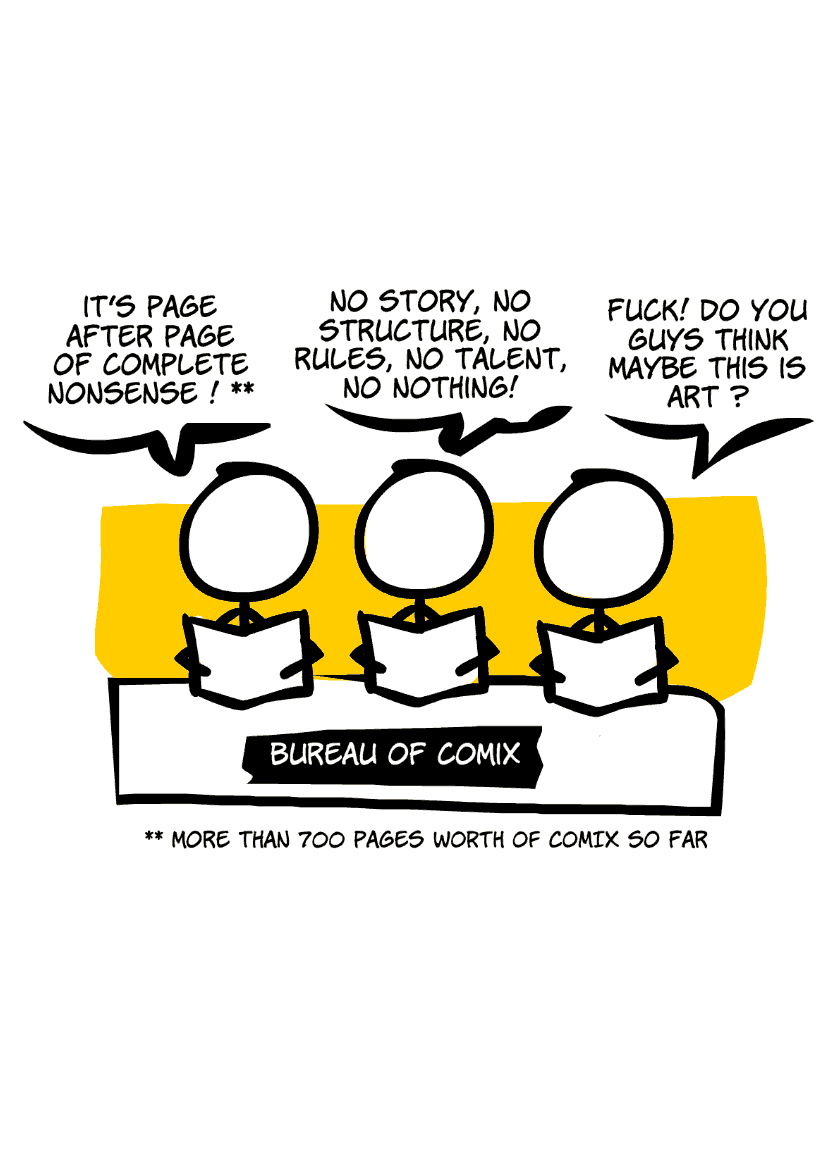 IT'S PAGE
AFTER PAGE
OF COMPLETE
NONSENSE ! **
NO STORY, NO
STRUCTURE, NO
RULES, NO TALENT,
NO NOTHING!
FUCK! DO YOU
GUYS THINK
MAYBE THIS IS
ART ?
BUREAU OF COMIX
** MORE THAN 700 PAGES WORTH OF COMIX SO FAR